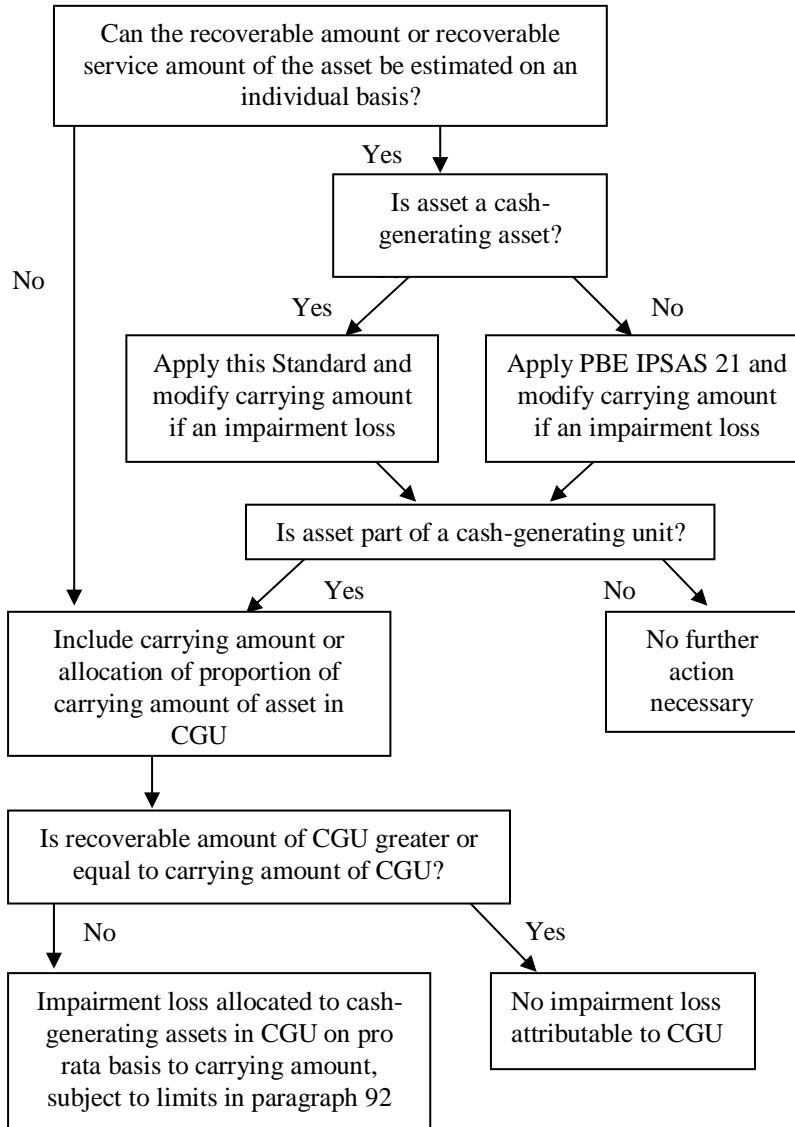 Can the recoverable amount or recoverable
service amount of the asset be estimated on an
individual basis?
Yes
Is asset a cash-
generating asset?
No
Yes
No
Apply this Standard and
modify carrying amount
if an impairment loss
Apply PBE IPSAS 21 and
modify carrying amount
if an impairment loss
Is asset part of a cash-generating unit?
Yes
No
Include carrying amount or
allocation of proportion of
carrying amount of asset in
CGU
No further
action
necessary
Is recoverable amount of CGU greater or
equal to carrying amount of CGU?
No
Yes
Impairment loss allocated to cash-
generating assets in CGU on pro
rata basis to carrying amount,
subject to limits in paragraph 92
No impairment loss
attributable to CGU